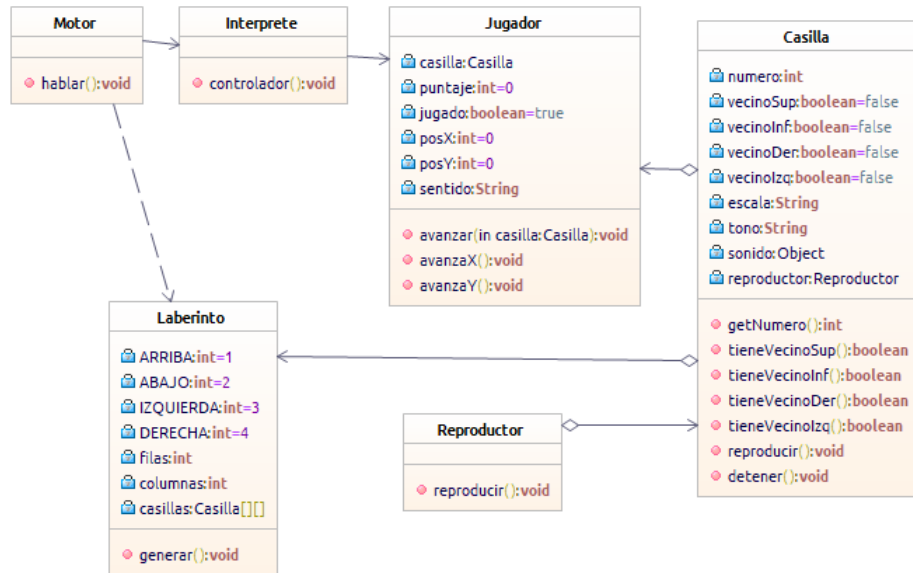 Motor
hablar():void
Interprete
controlador():void
Jugador
casilla:Casilla
puntaje:int=0
jugado:boolean=true
posX:int=0
posY:int=0
sentido:String
avanzar(in casilla:Casilla):void
avanzaX():void
avanzaY():void
Casilla
numero:int
vecinoSup:boolean=false
vecinoInf:boolean=false
vecinoDer:boolean=false
vecinoIzq:boolean=false
escala:String
tono:String
sonido:Object
reproductor:Reproductor
getNumero():int
tieneVecinoSup():boolean
tieneVecinoInf():boolean
tieneVecinoDer():boolean
tieneVecinoIzq():boolean
reproducir():void
detener():void
Laberinto
ARRIBA:int=1
ABAJO:int=2
IZQUIERDA:int=3
DERECHA:int=4
filas:int
columnas:int
casillas:Casilla[][]
generar():void
Reproductor
reproducir():void